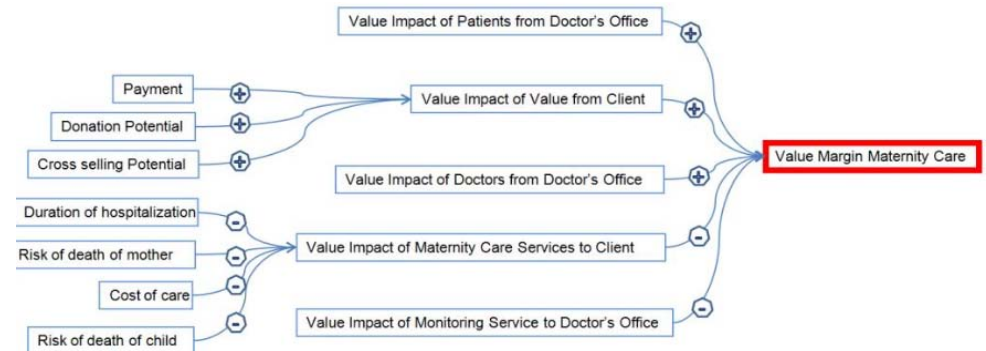 Value Impact of Patients from Doctor's Office
+
Payment
+
Value Impact of Value from Client
+
Donation Potential
+
Cross selling Potential
+
Value Margin Maternity Care
Value Impact of Doctors from Doctor's Office
+
Duration of hospitalization
-
Risk of death of mother
-
Value Impact of Maternity Care Services to Client
-
Cost of care
-
Risk of death of child
-
Value Impact of Monitoring Service to Doctor's Office
-